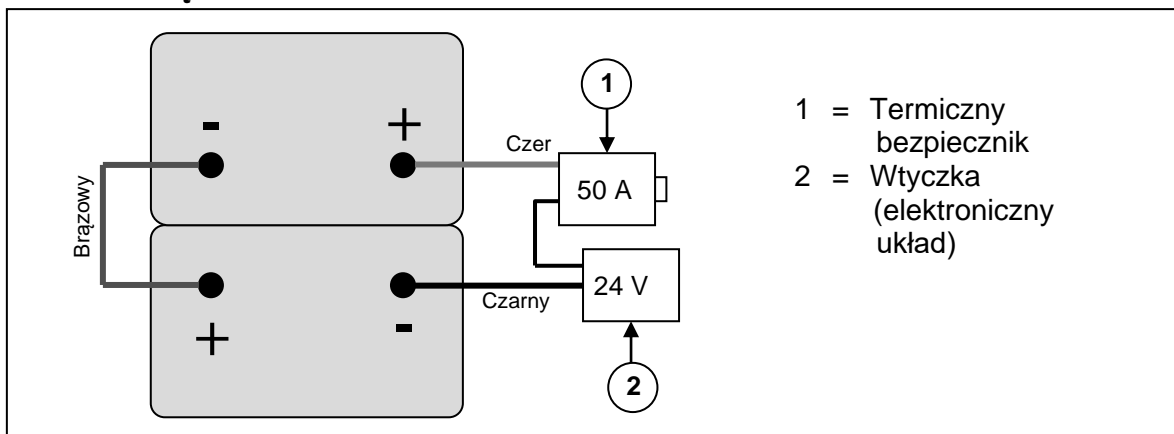 - +
1
Czer
50 A
Brązowy
+ -
Czarny
24 V
2
1 = Termiczny
bezpiecznik
2 = Wtyczka
(elektroniczny
układ)